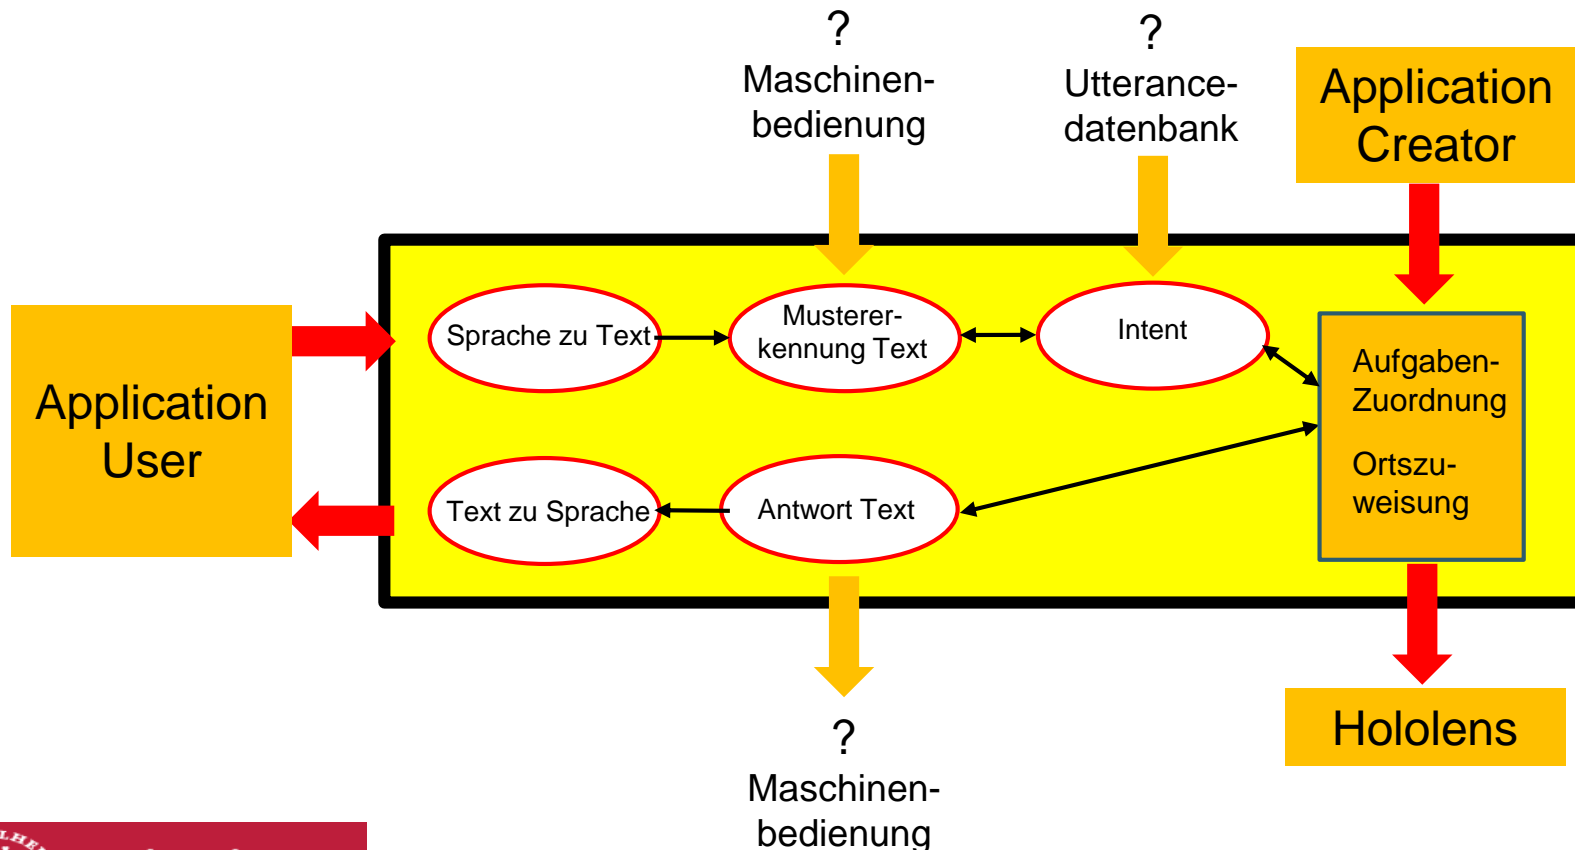 ?
Maschinen-
bedienung
?
Utterance-
datenbank
Application
Creator
Application
User
Sprache zu Text
Musterer-
kennung Text
Intent
Aufgaben-
Zuordnung
Ortszu-
weisung
Text zu Sprache
Antwort Text
?
Maschinen-
bedienung
Hololens